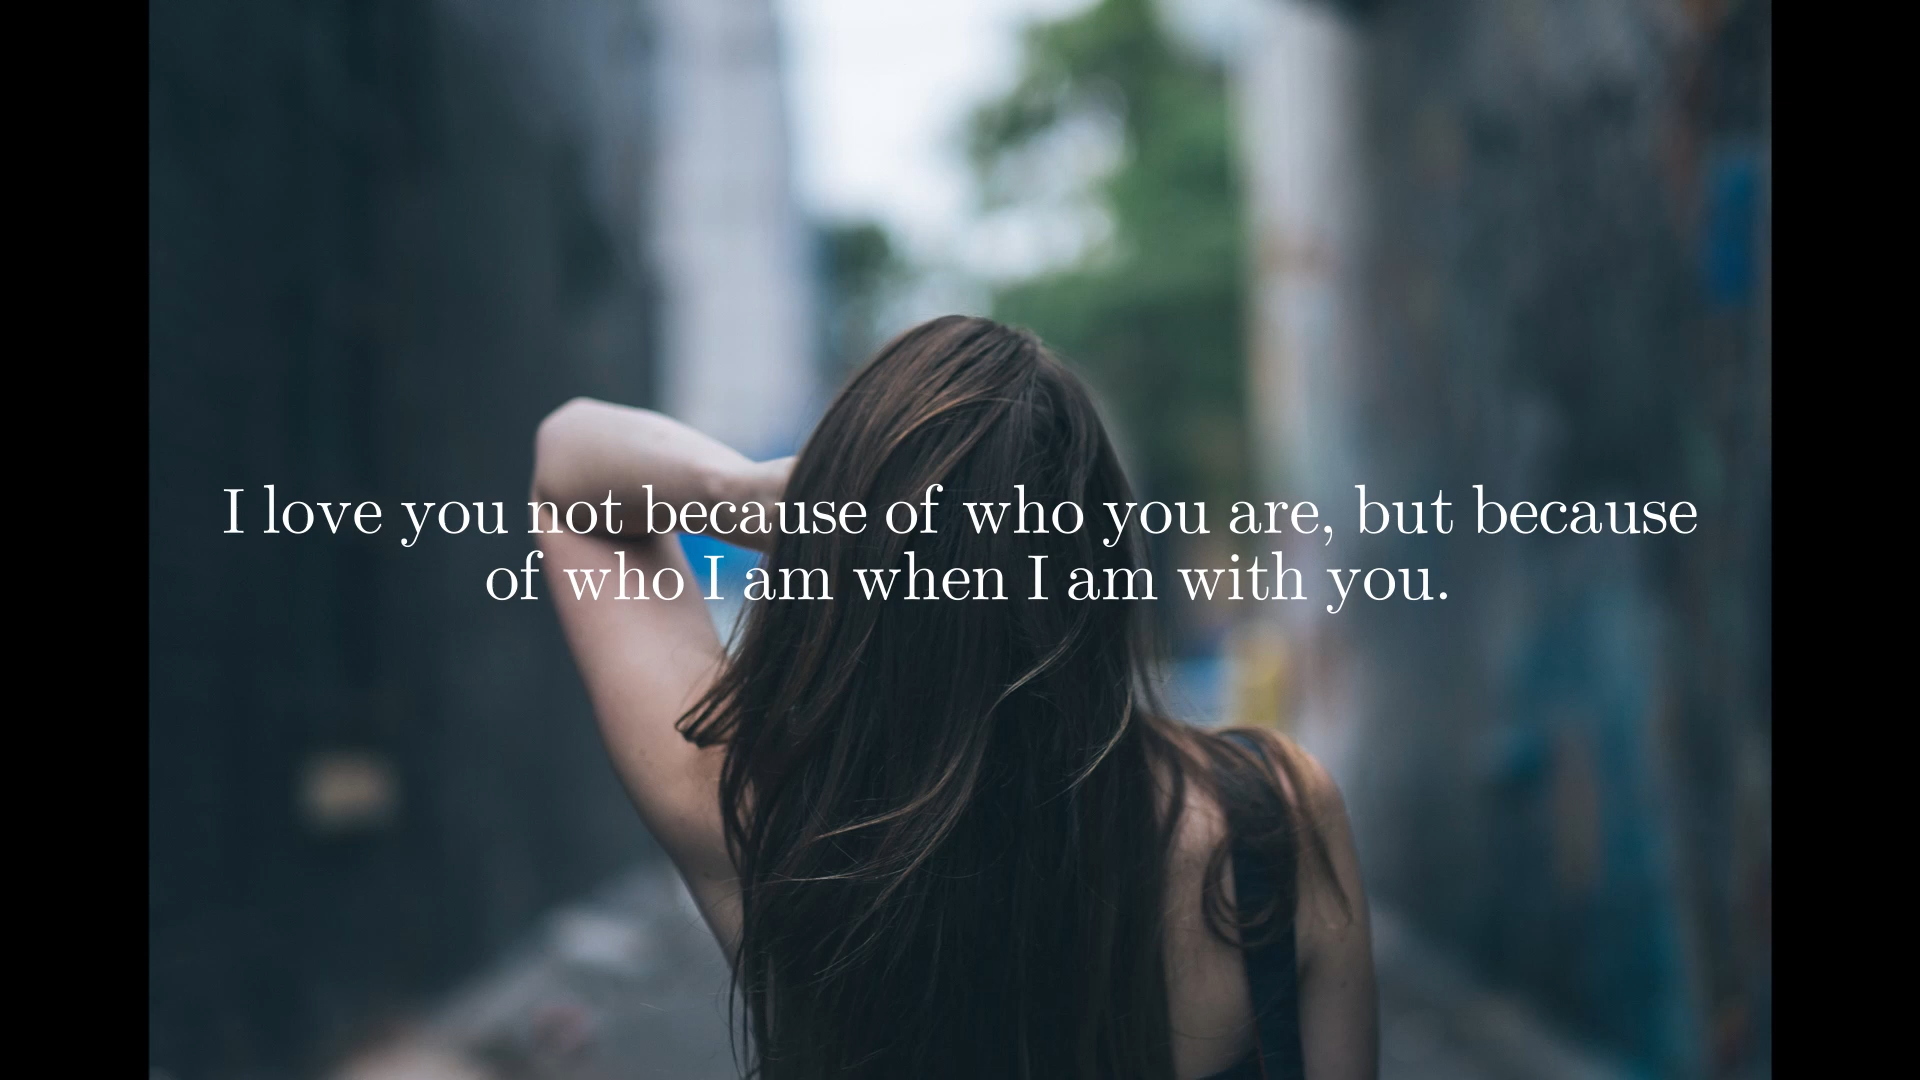 I love you not because of who you are, but because
of who I am when I am with you.